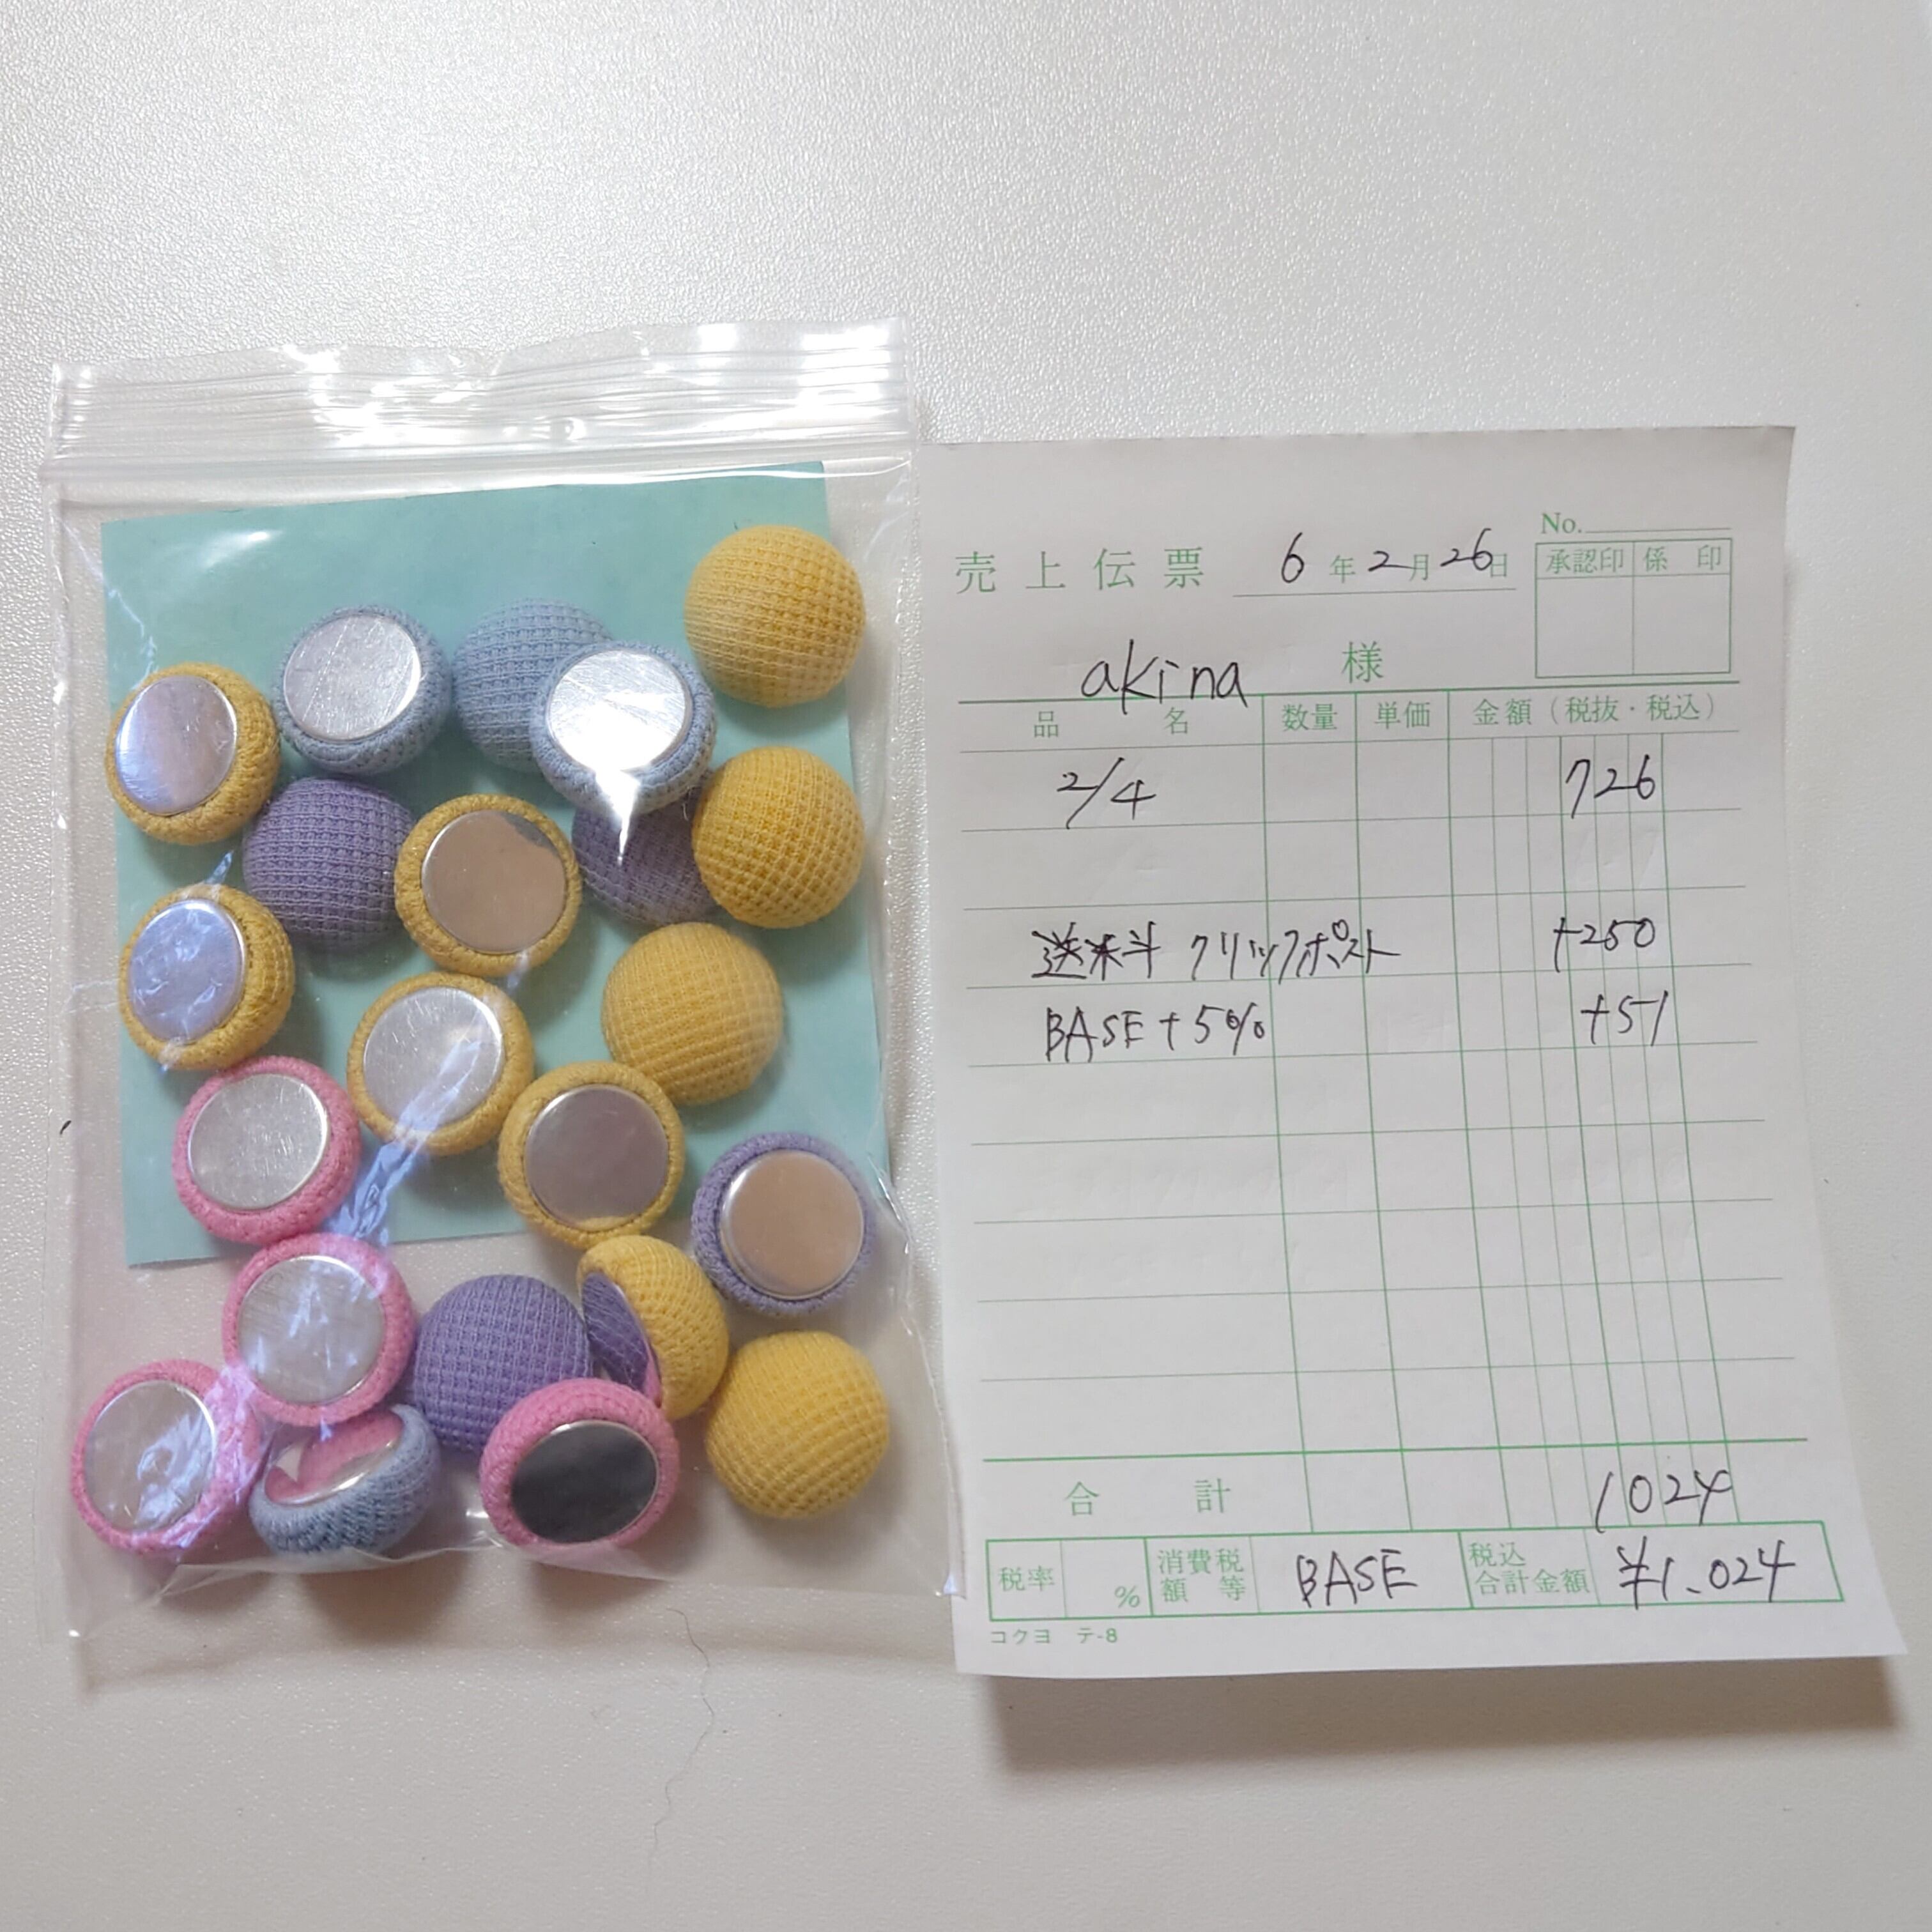 No.
売上伝票 6年2月26日
承認印 係印
akina 様
品名 数量 単価 金額（税抜・税込）
2/4 726
送料 クリックポスト +250
BASE+5% +51
合計 1024
税率 % 消費税額等 BASE 税込合計金額 ¥1.024
コクヨ テ-8